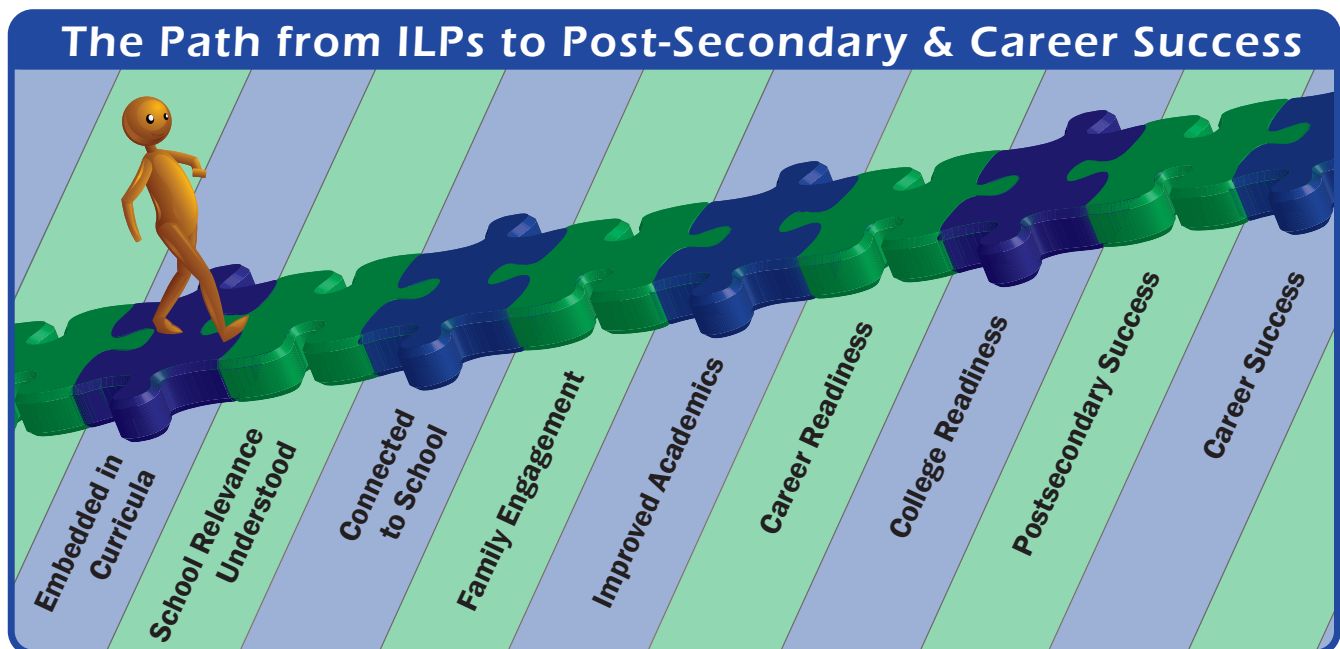 The Path from ILPs to Post-Secondary & Career Success
Embedded in
Curricula
School Relevance
Understood
Connected
to School
Family Engagement
Improved Academics
Career Readiness
College Readiness
Postsecondary Success
Career Success